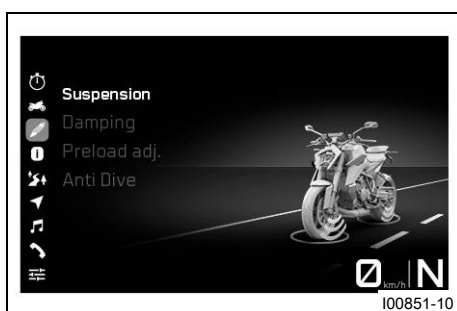 Suspension
Damping
Preload adj.
Anti Dive
0 km/h N
I00851-10